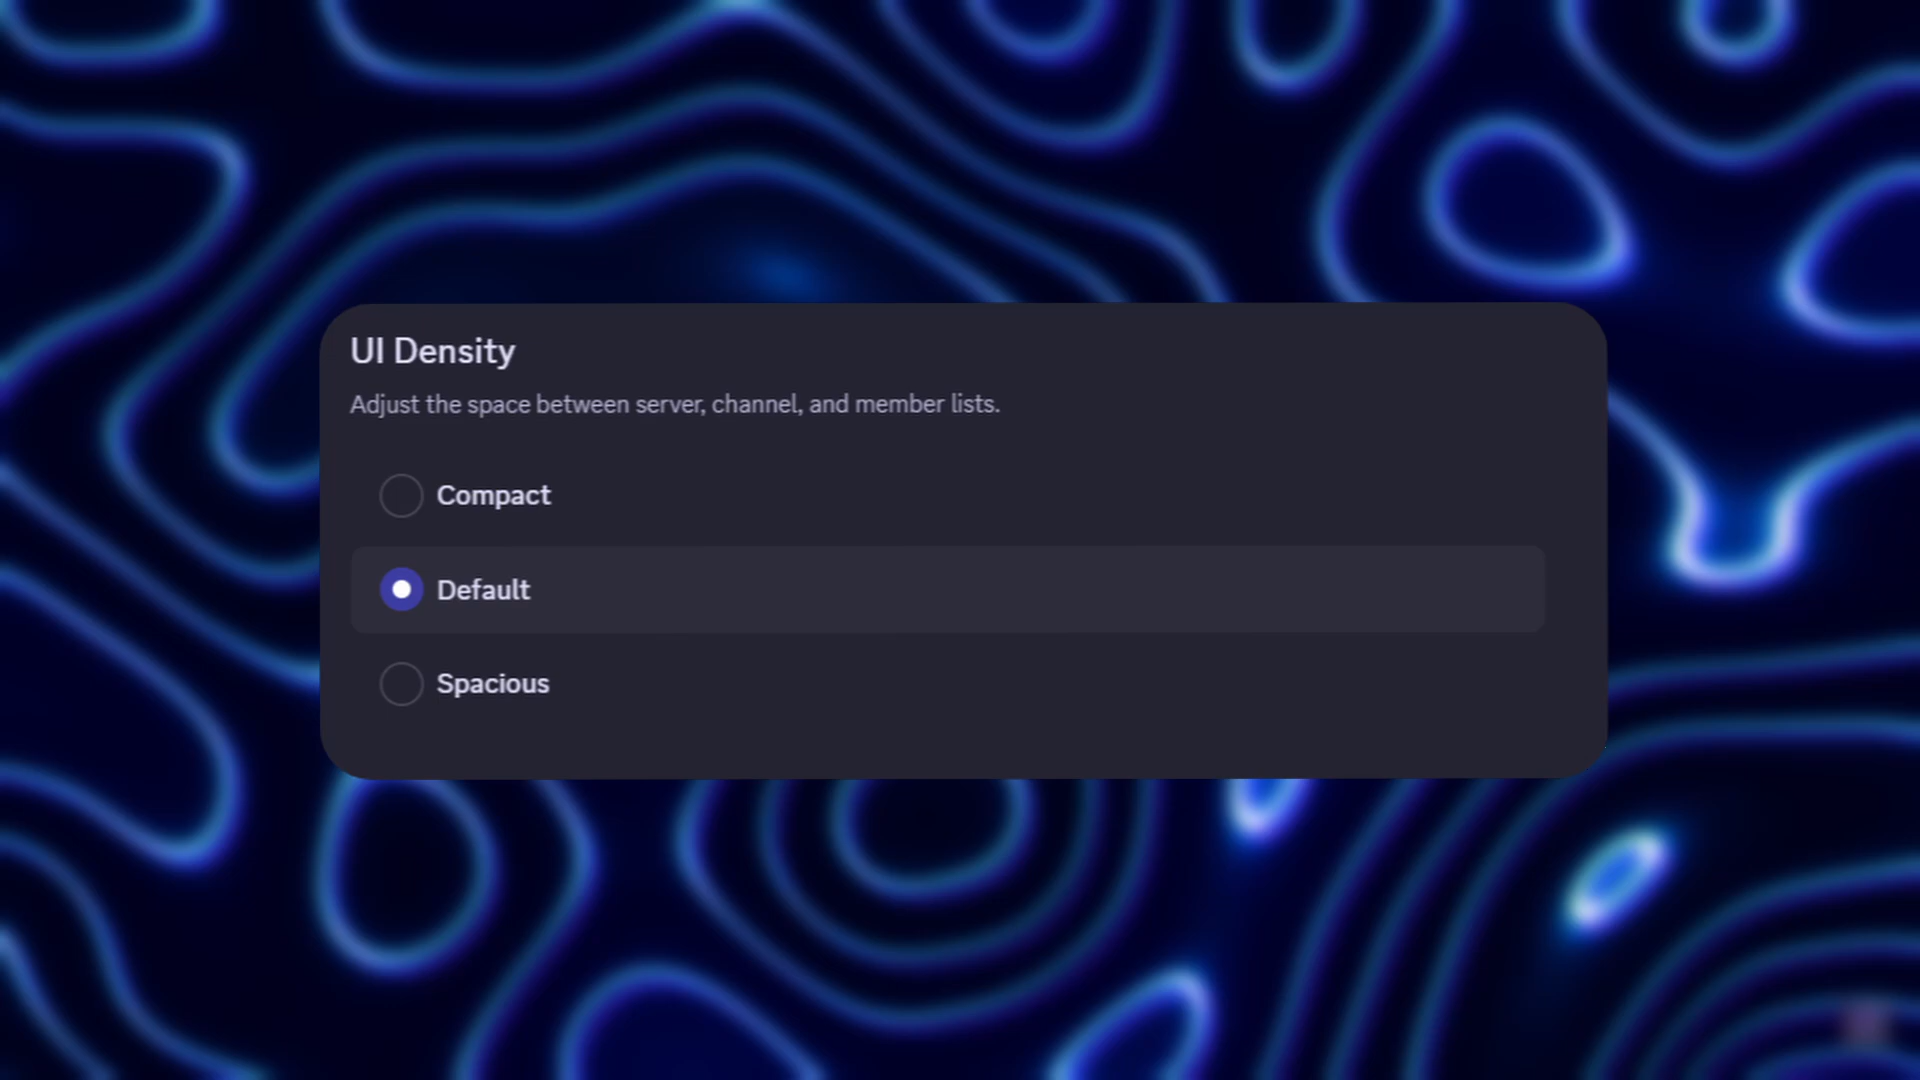 UI Density
Adjust the space between server, channel, and member lists.
Compact
Default
Spacious